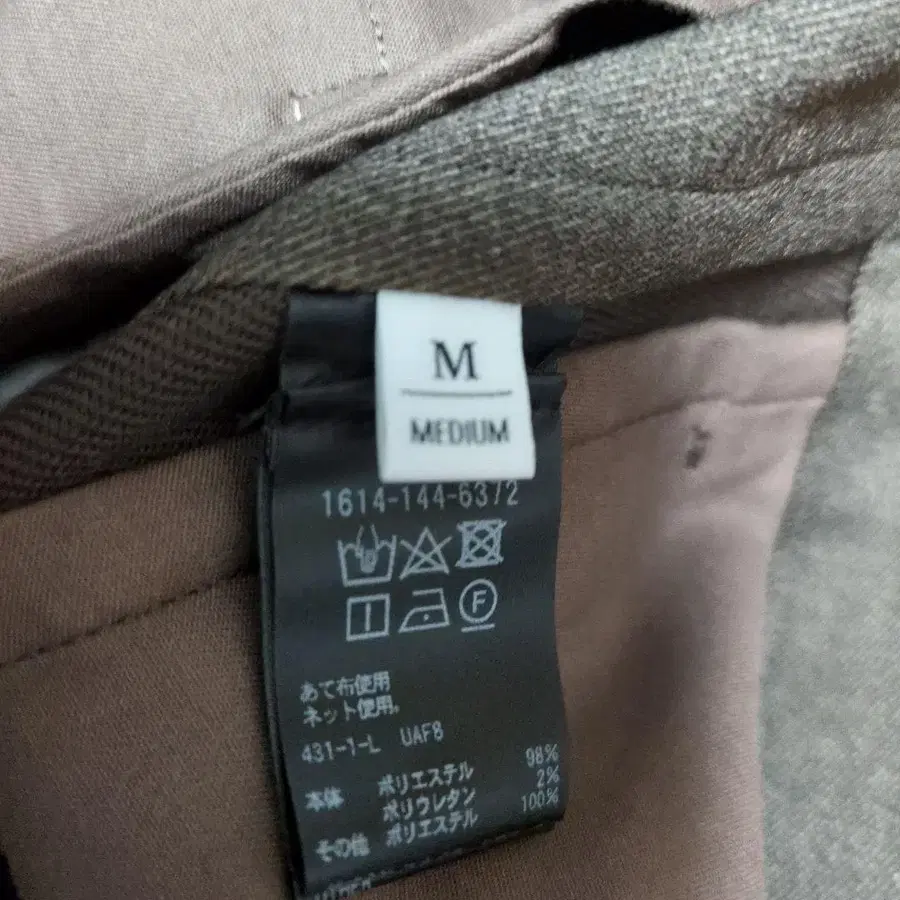 M
MEDIUM
1614-144-6372
F
あて布使用
ネット使用。
431-1-L UAF8
本体 ポリエステル 98%
ポリウレタン 2%
その他 ポリエステル 100%